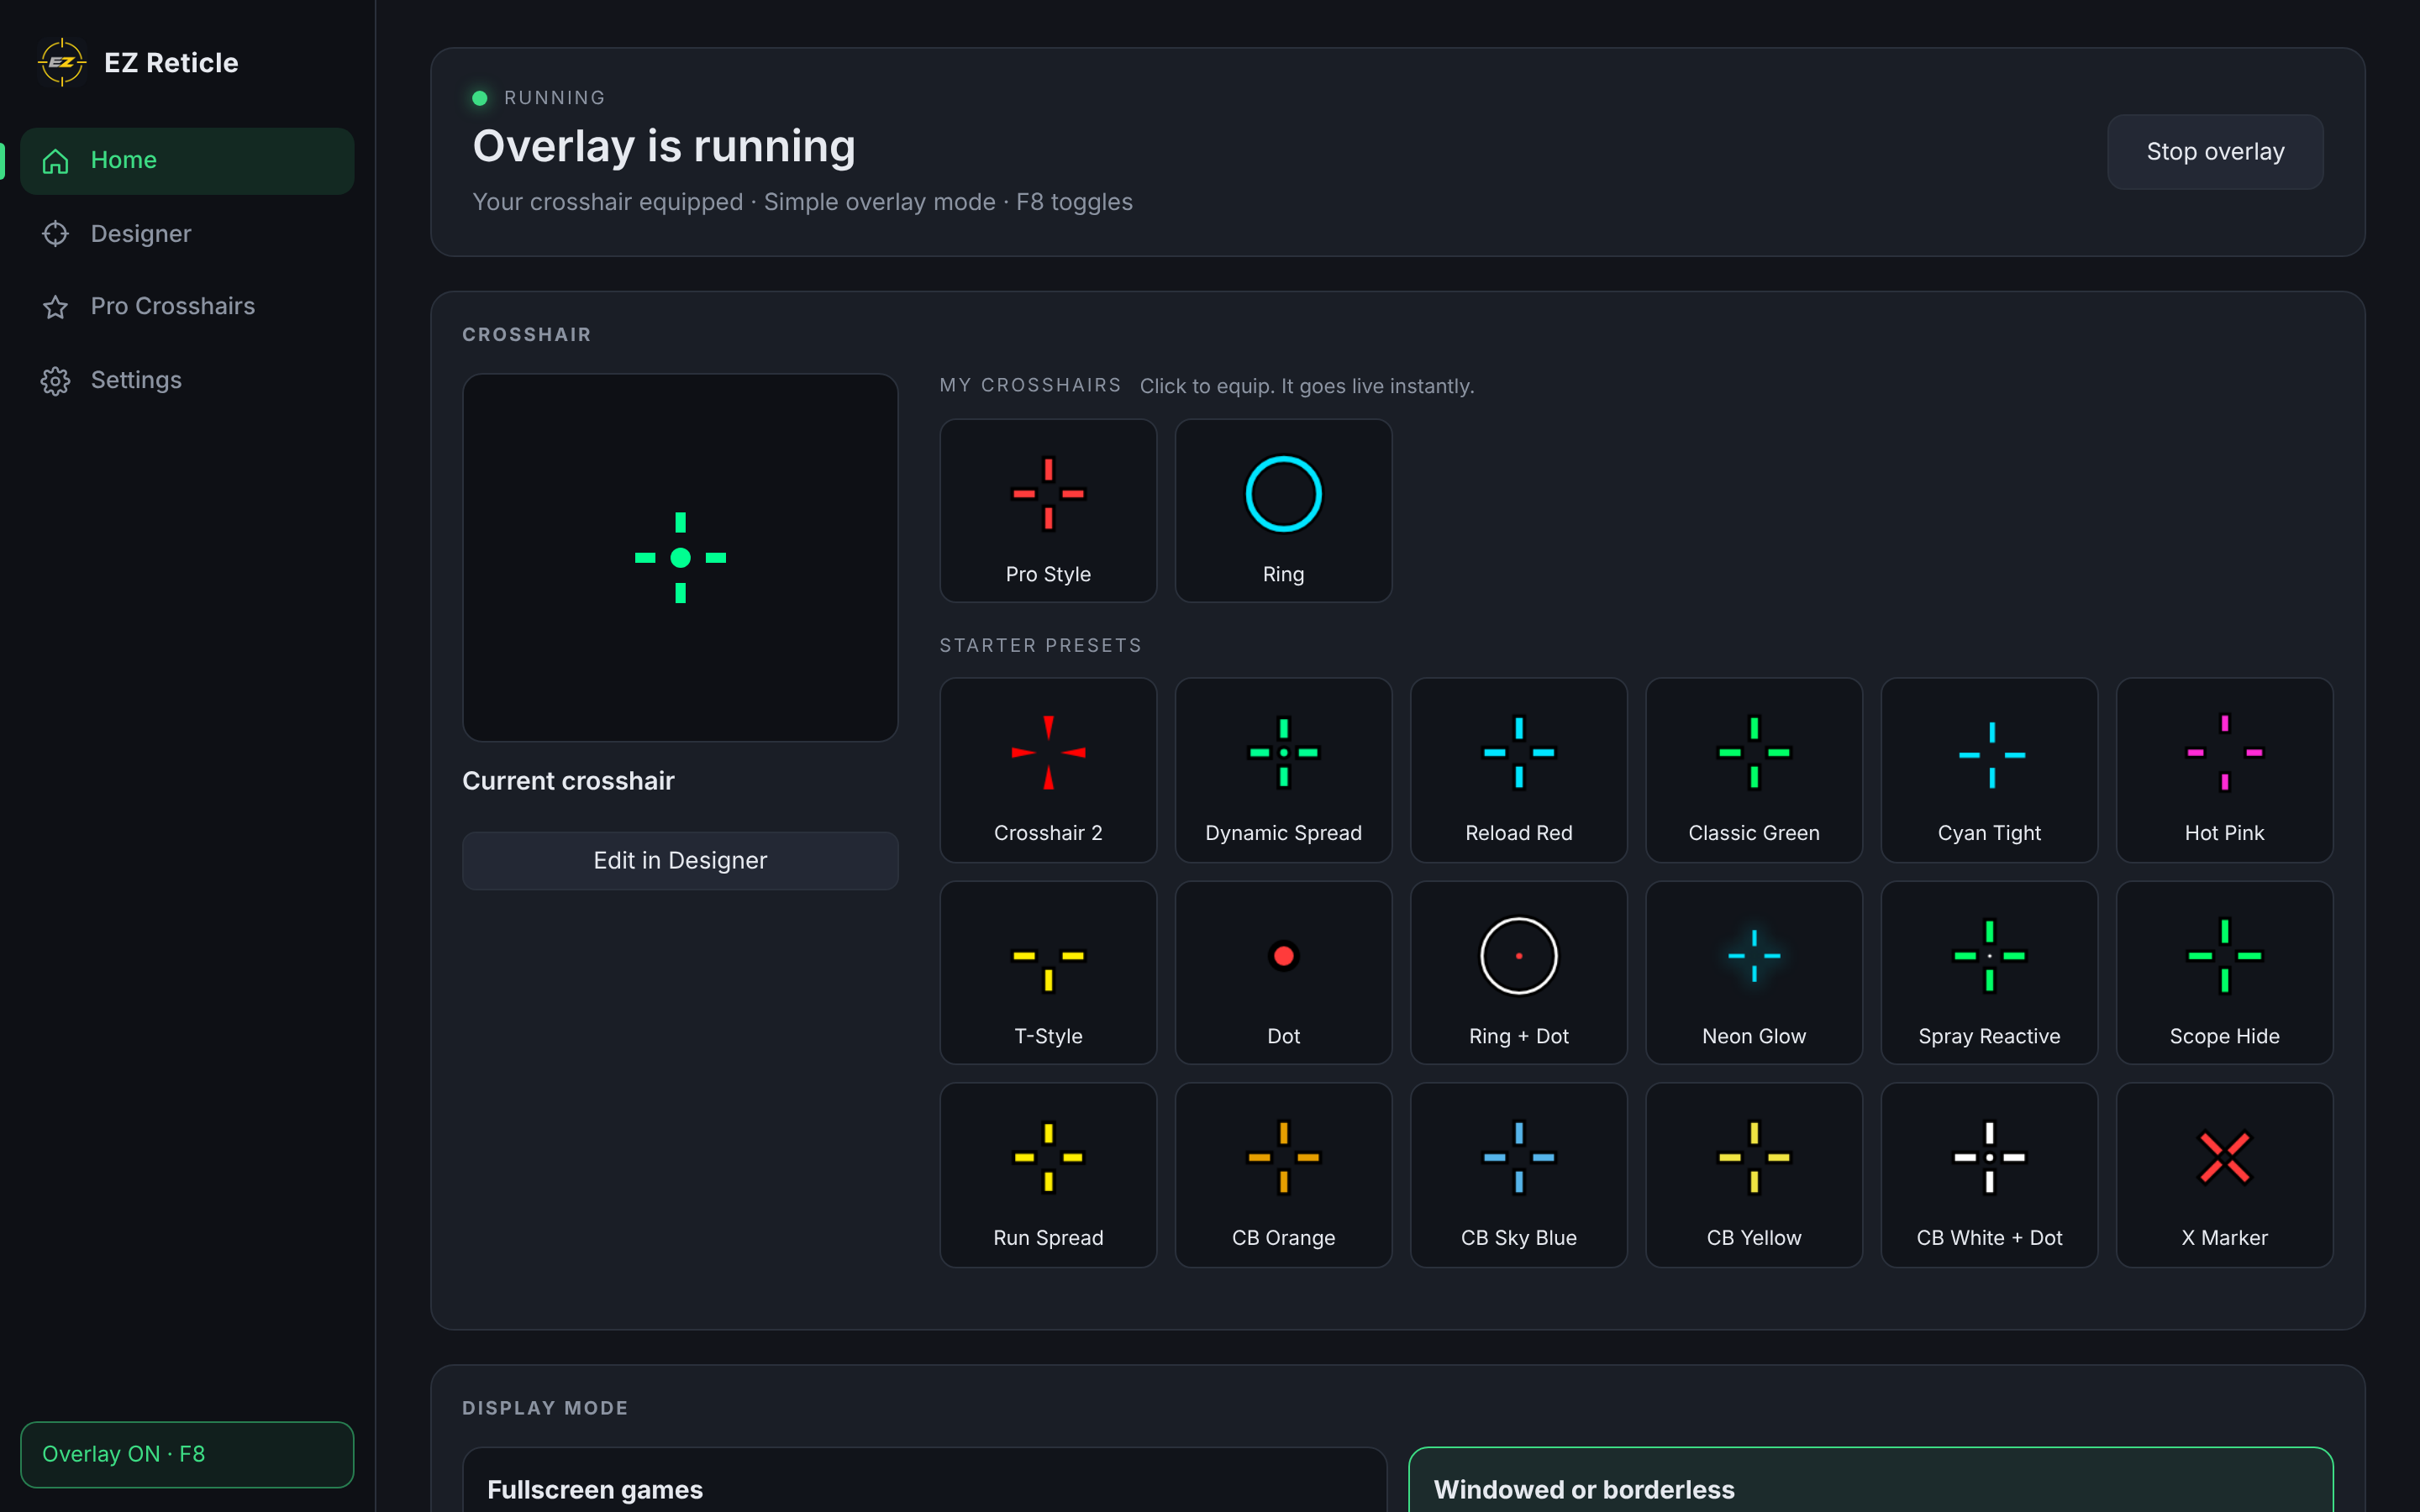 EZ
EZ Reticle
Home
Designer
Pro Crosshairs
Settings
Overlay ON · F8
RUNNING
Overlay is running
Your crosshair equipped · Simple overlay mode · F8 toggles
Stop overlay
CROSSHAIR
Current crosshair
Edit in Designer
MY CROSSHAIRS Click to equip. It goes live instantly.
Pro Style Ring
STARTER PRESETS
Crosshair 2 Dynamic Spread Reload Red Classic Green Cyan Tight Hot Pink
T-Style Dot Ring + Dot Neon Glow Spray Reactive Scope Hide
Run Spread CB Orange CB Sky Blue CB Yellow CB White + Dot X Marker
DISPLAY MODE
Fullscreen games Windowed or borderless